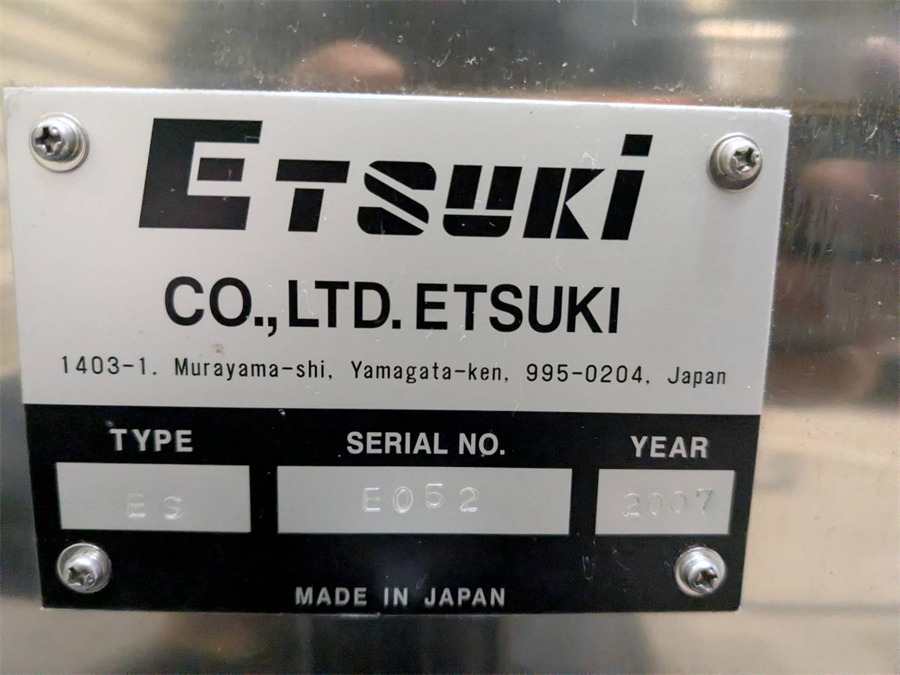 ETSUKi
CO.,LTD.ETSUKI
1403-1. Murayama-shi, Yamagata-ken, 995-0204, Japan
TYPE SERIAL NO. YEAR
ES E052 2007
MADE IN JAPAN